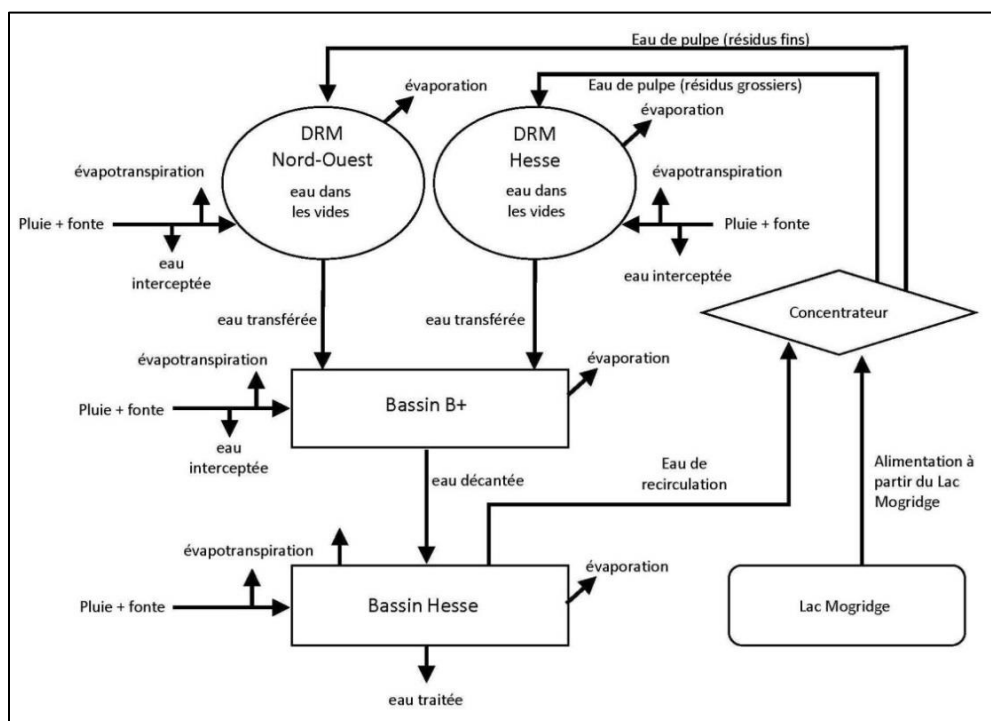 Eau de pulpe (résidus fins)
Eau de pulpe (résidus grossiers)
évaporation
évaporation
DRM
Nord-Ouest
eau dans
les vides
DRM
Hesse
eau dans
les vides
évapotranspiration
Pluie + fonte
eau
interceptée
évapotranspiration
Pluie + fonte
eau interceptée
Concentrateur
eau transférée
eau transférée
évapotranspiration
évaporation
Pluie + fonte
Bassin B+
eau
interceptée
eau décantée
Eau de
recirculation
Alimentation à
partir du Lac
Mogridge
évapotranspiration
évaporation
Pluie + fonte
Bassin Hesse
Lac Mogridge
eau traitée